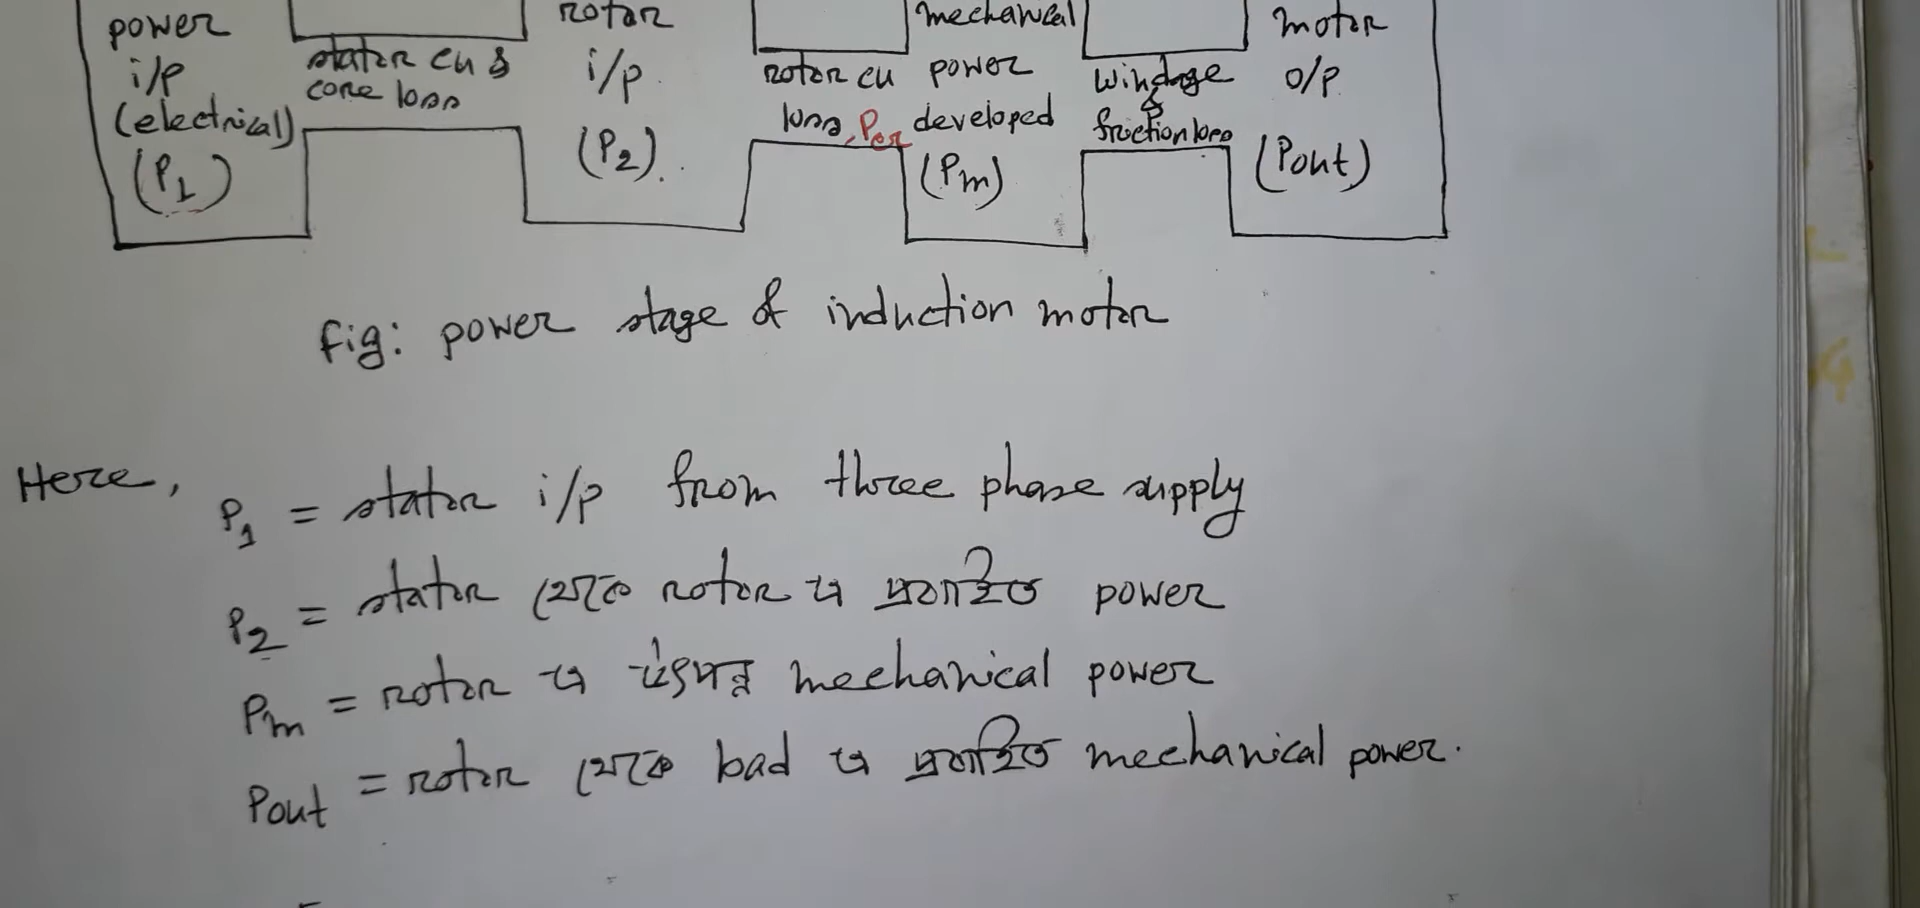 power
i/p
(electrical)
(P1)
stator cu &
core loss
rotor
i/p
(P2)
rotor cu
loss, Pcr
mechanical
power
developed
(Pm)
windage
&
friction loss
motor
o/p
(Pout)
fig: power stage of induction motor
Here,
P1 = stator i/p from three phase supply
P2 = stator থেকে rotor এ প্রবাহিত power
Pm = rotor এ উৎপন্ন mechanical power
Pout = rotor থেকে load এ প্রবাহিত mechanical power.